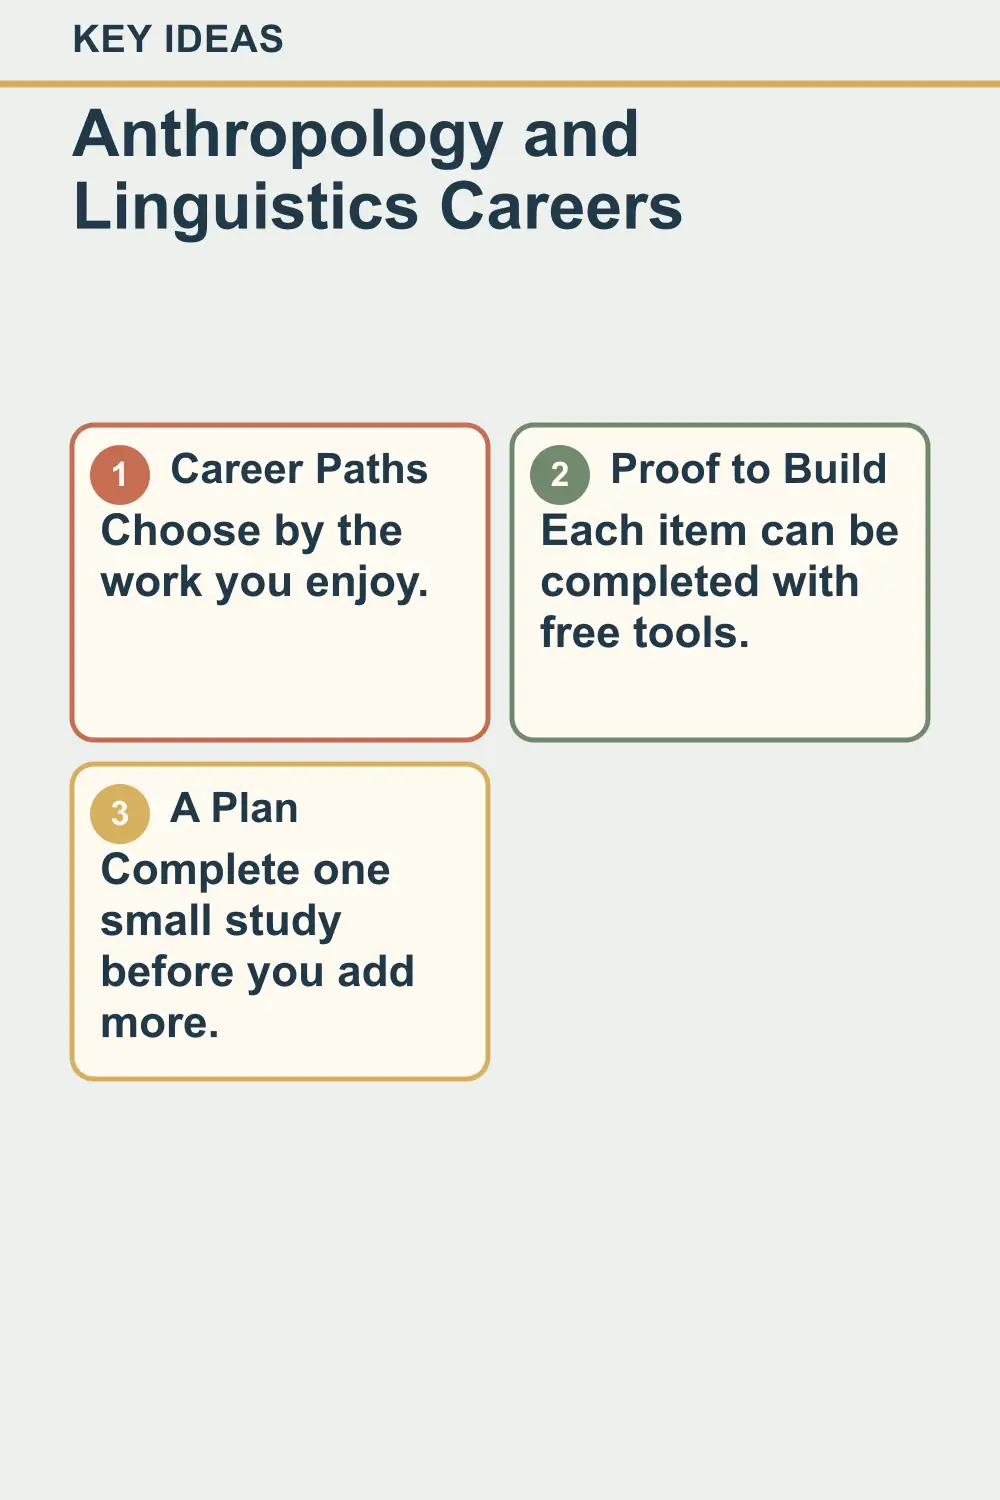 KEY IDEAS
Anthropology and
Linguistics Careers
1 Career Paths
Choose by the
work you enjoy.
2 Proof to Build
Each item can be
completed with
free tools.
3 A Plan
Complete one
small study
before you add
more.